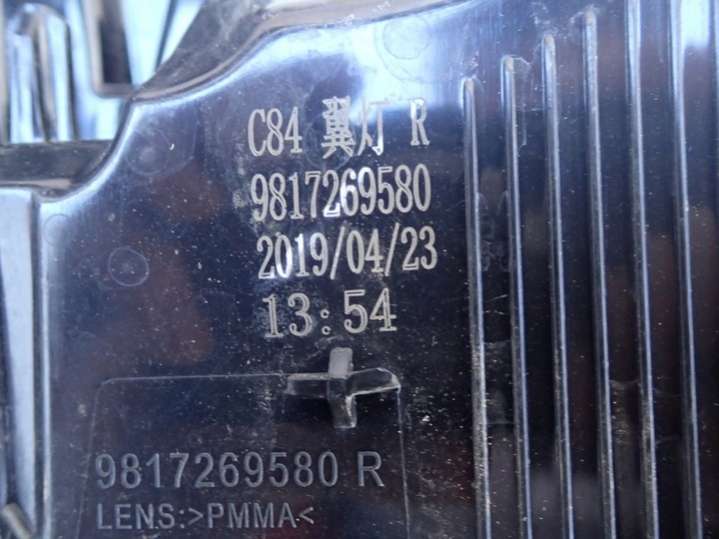 C84 翼灯 R
9817269580
2019/04/23
13:54
9817269580 R
LENS:>PMMA<